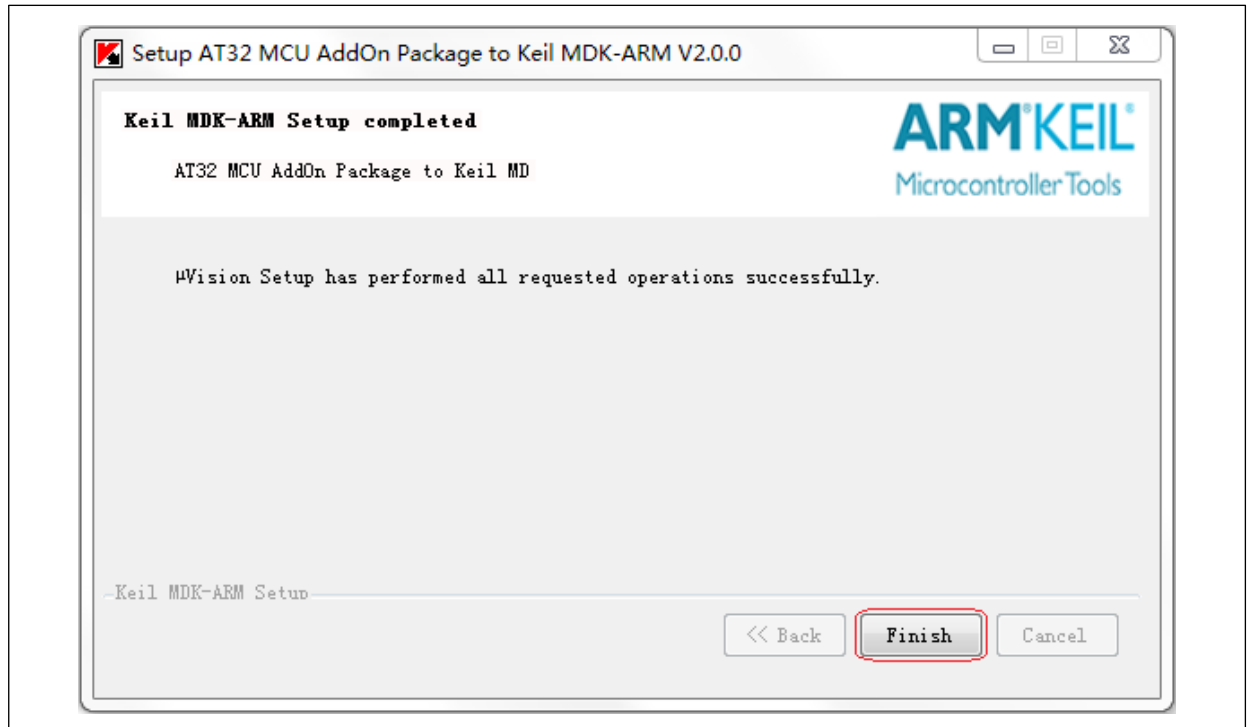 Setup AT32 MCU AddOn Package to Keil MDK-ARM V2.0.0
Keil MDK-ARM Setup completed
AT32 MCU AddOn Package to Keil MD
ARM®KEIL®
Microcontroller Tools
µVision Setup has performed all requested operations successfully.
Keil MDK-ARM Setup
<< Back Finish Cancel